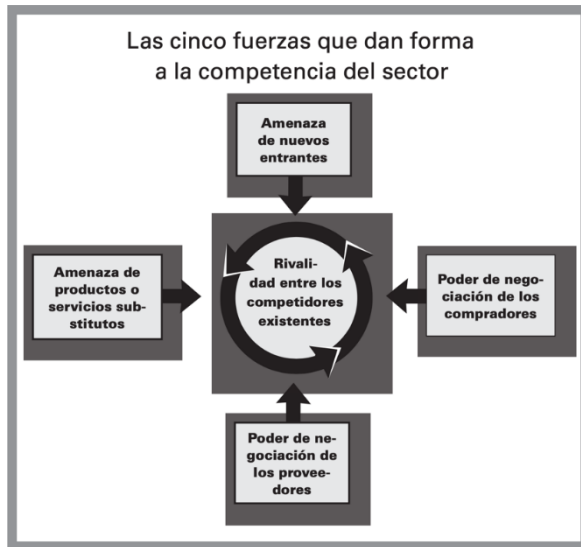 Las cinco fuerzas que dan forma
a la competencia del sector
Amenaza
de nuevos
entrantes
Amenaza de
productos o
servicios sub-
stitutos
Rivali-
dad entre los
competidores
existentes
Poder de nego-
ciación de los
compradores
Poder de ne-
gociación de
los provee-
dores